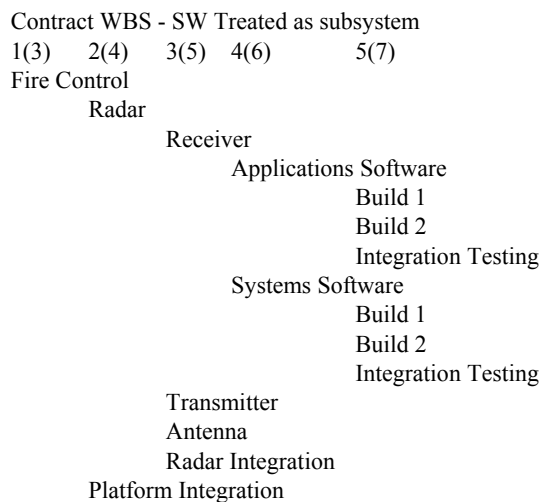 Contract WBS - SW Treated as subsystem
1(3) 2(4) 3(5) 4(6) 5(7)
Fire Control
Radar
Receiver
Applications Software
Build 1
Build 2
Integration Testing
Systems Software
Build 1
Build 2
Integration Testing
Transmitter
Antenna
Radar Integration
Platform Integration